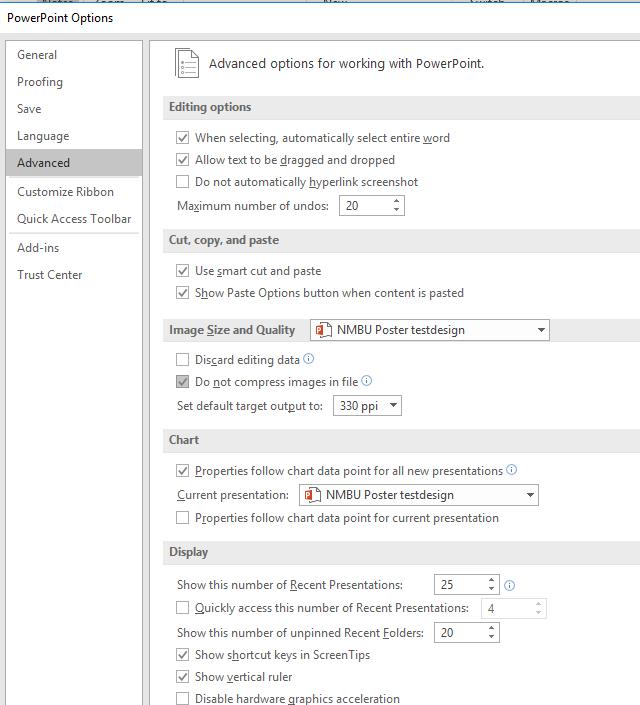 PowerPoint Options
General
Proofing
Save
Language
Advanced
Customize Ribbon
Quick Access Toolbar
Add-ins
Trust Center
Advanced options for working with PowerPoint.
Editing options
When selecting, automatically select entire word
Allow text to be dragged and dropped
Do not automatically hyperlink screenshot
Maximum number of undos: 20
Cut, copy, and paste
Use smart cut and paste
Show Paste Options button when content is pasted
Image Size and Quality NMBU Poster testdesign
Discard editing data
Do not compress images in file
Set default target output to: 330 ppi
Chart
Properties follow chart data point for all new presentations
Current presentation: NMBU Poster testdesign
Properties follow chart data point for current presentation
Display
Show this number of Recent Presentations: 25
Quickly access this number of Recent Presentations: 4
Show this number of unpinned Recent Folders: 20
Show shortcut keys in ScreenTips
Show vertical ruler
Disable hardware graphics acceleration